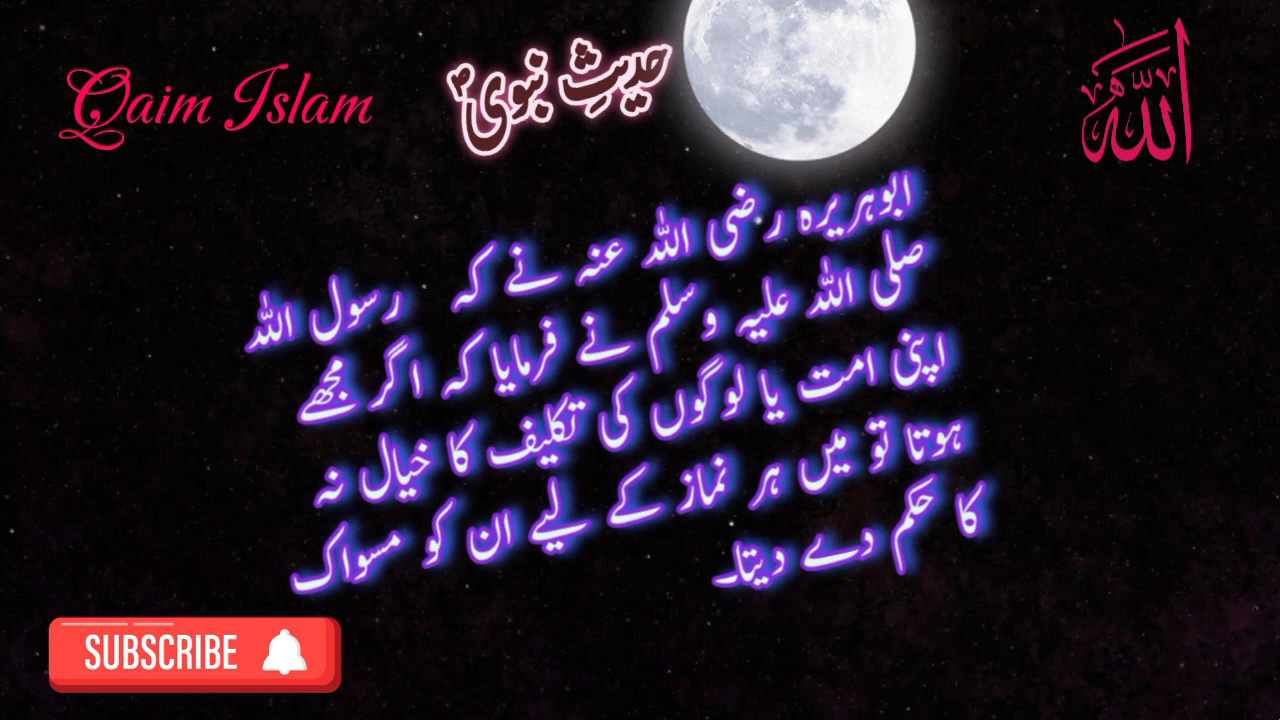 Qaim Islam
حدیثِ نبویؐ
اللّٰه
ابوہریرہ رضی اللہ عنہ نے کہ رسول اللہ
صلی اللہ علیہ وسلم نے فرمایا کہ اگر مجھے
اپنی امت یا لوگوں کی تکلیف کا خیال نہ
ہوتا تو میں ہر نماز کے لیے ان کو مسواک
کا حکم دے دیتا۔
SUBSCRIBE